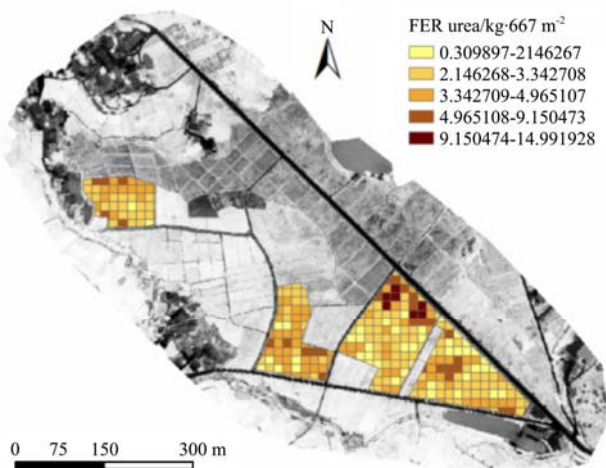 N
FER urea/kg·667 m⁻²
0.309897-2146267
2.146268-3.342708
3.342709-4.965107
4.965108-9.150473
9.150474-14.991928
0 75 150 300 m